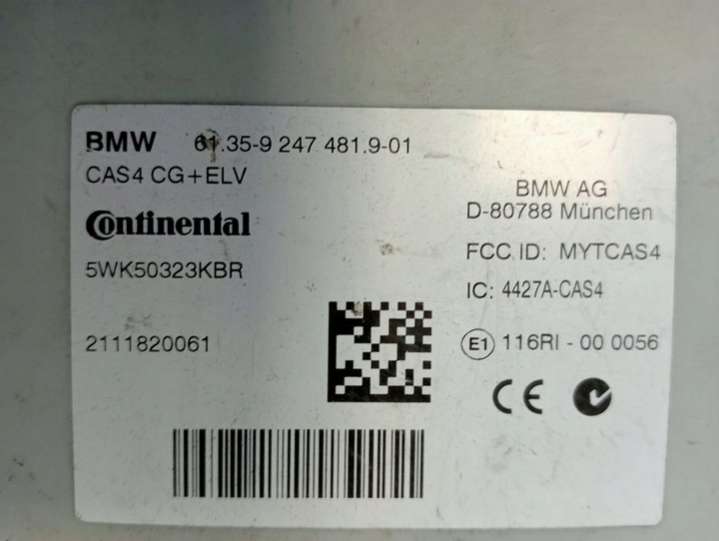 BMW 61.35-9 247 481.9-01
CAS4 CG+ELV
Continental
5WK50323KBR
2111820061
BMW AG
D-80788 München
FCC ID: MYTCAS4
IC: 4427A-CAS4
E1 116RI - 00 0056
CE